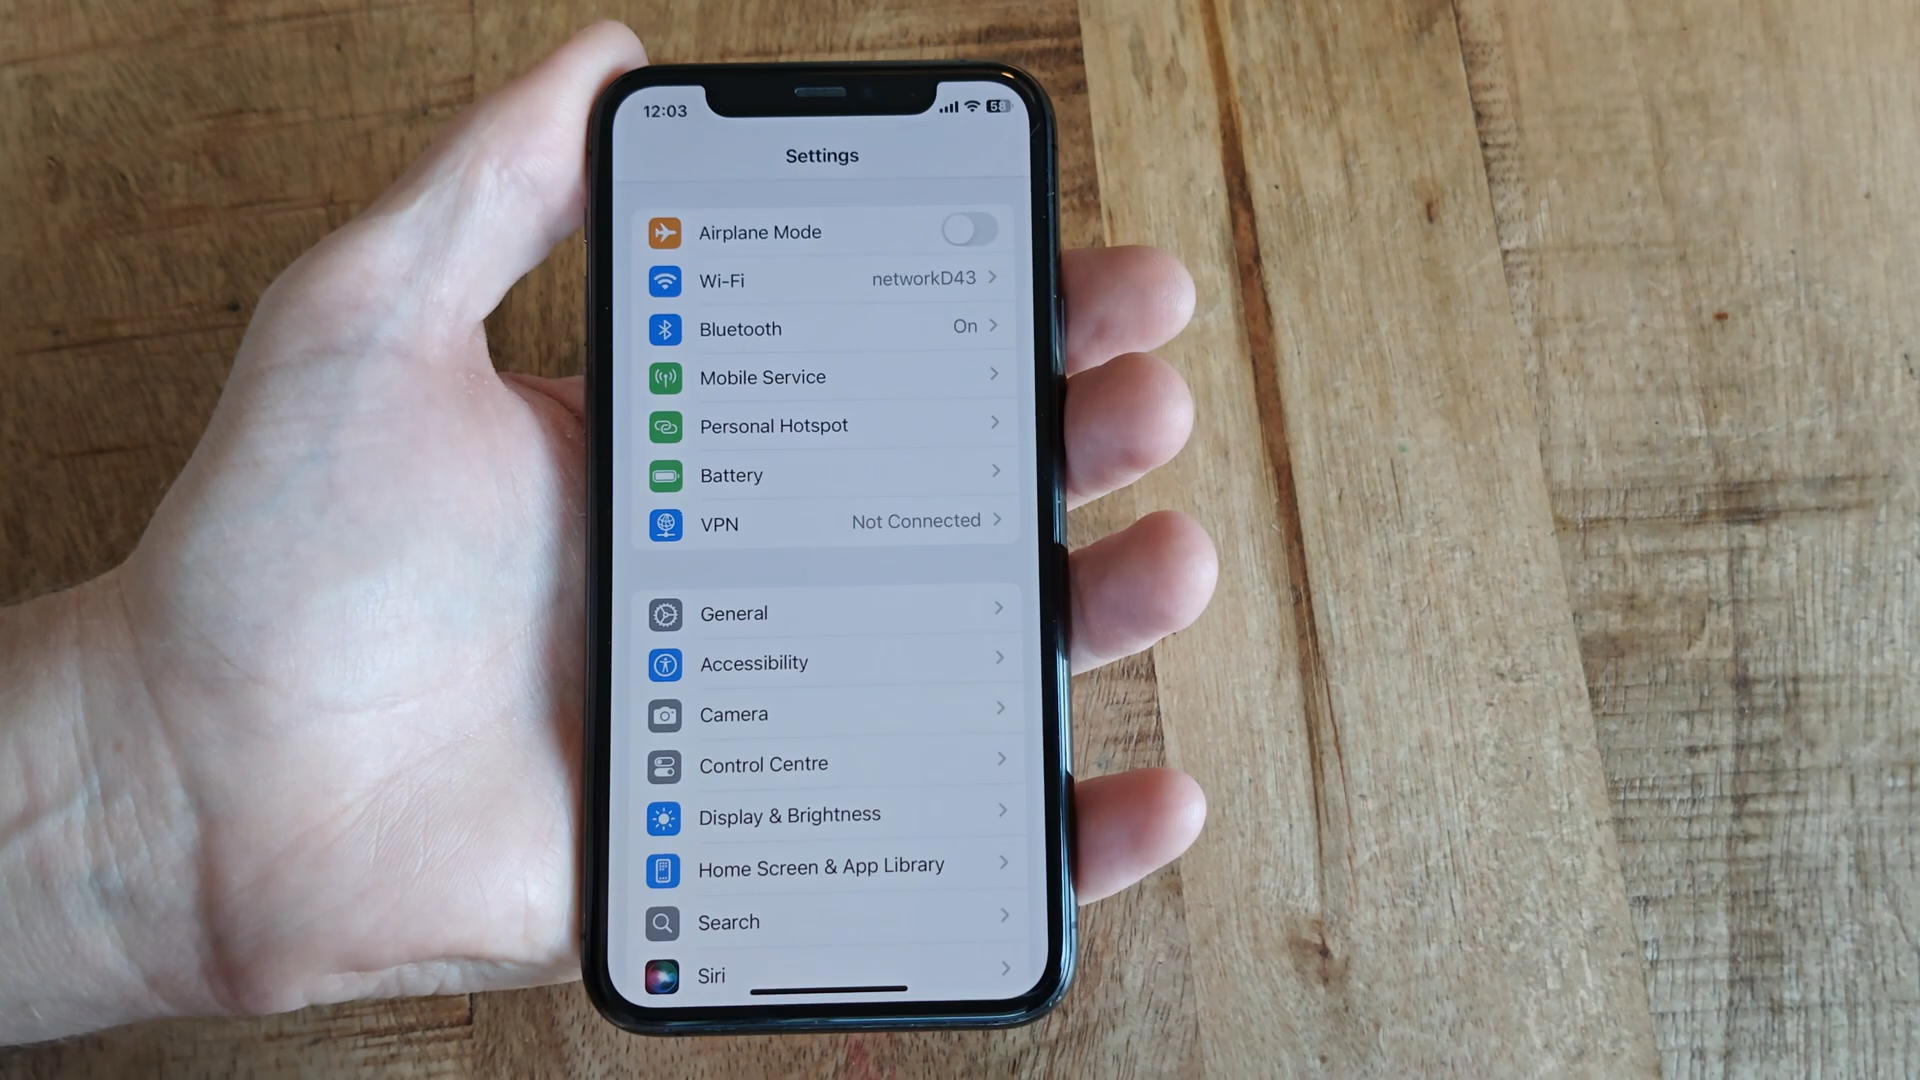 12:03
Settings
Airplane Mode
Wi-Fi networkD43
Bluetooth On
Mobile Service
Personal Hotspot
Battery
VPN Not Connected
General
Accessibility
Camera
Control Centre
Display & Brightness
Home Screen & App Library
Search
Siri